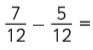 7/12 − 5/12 =